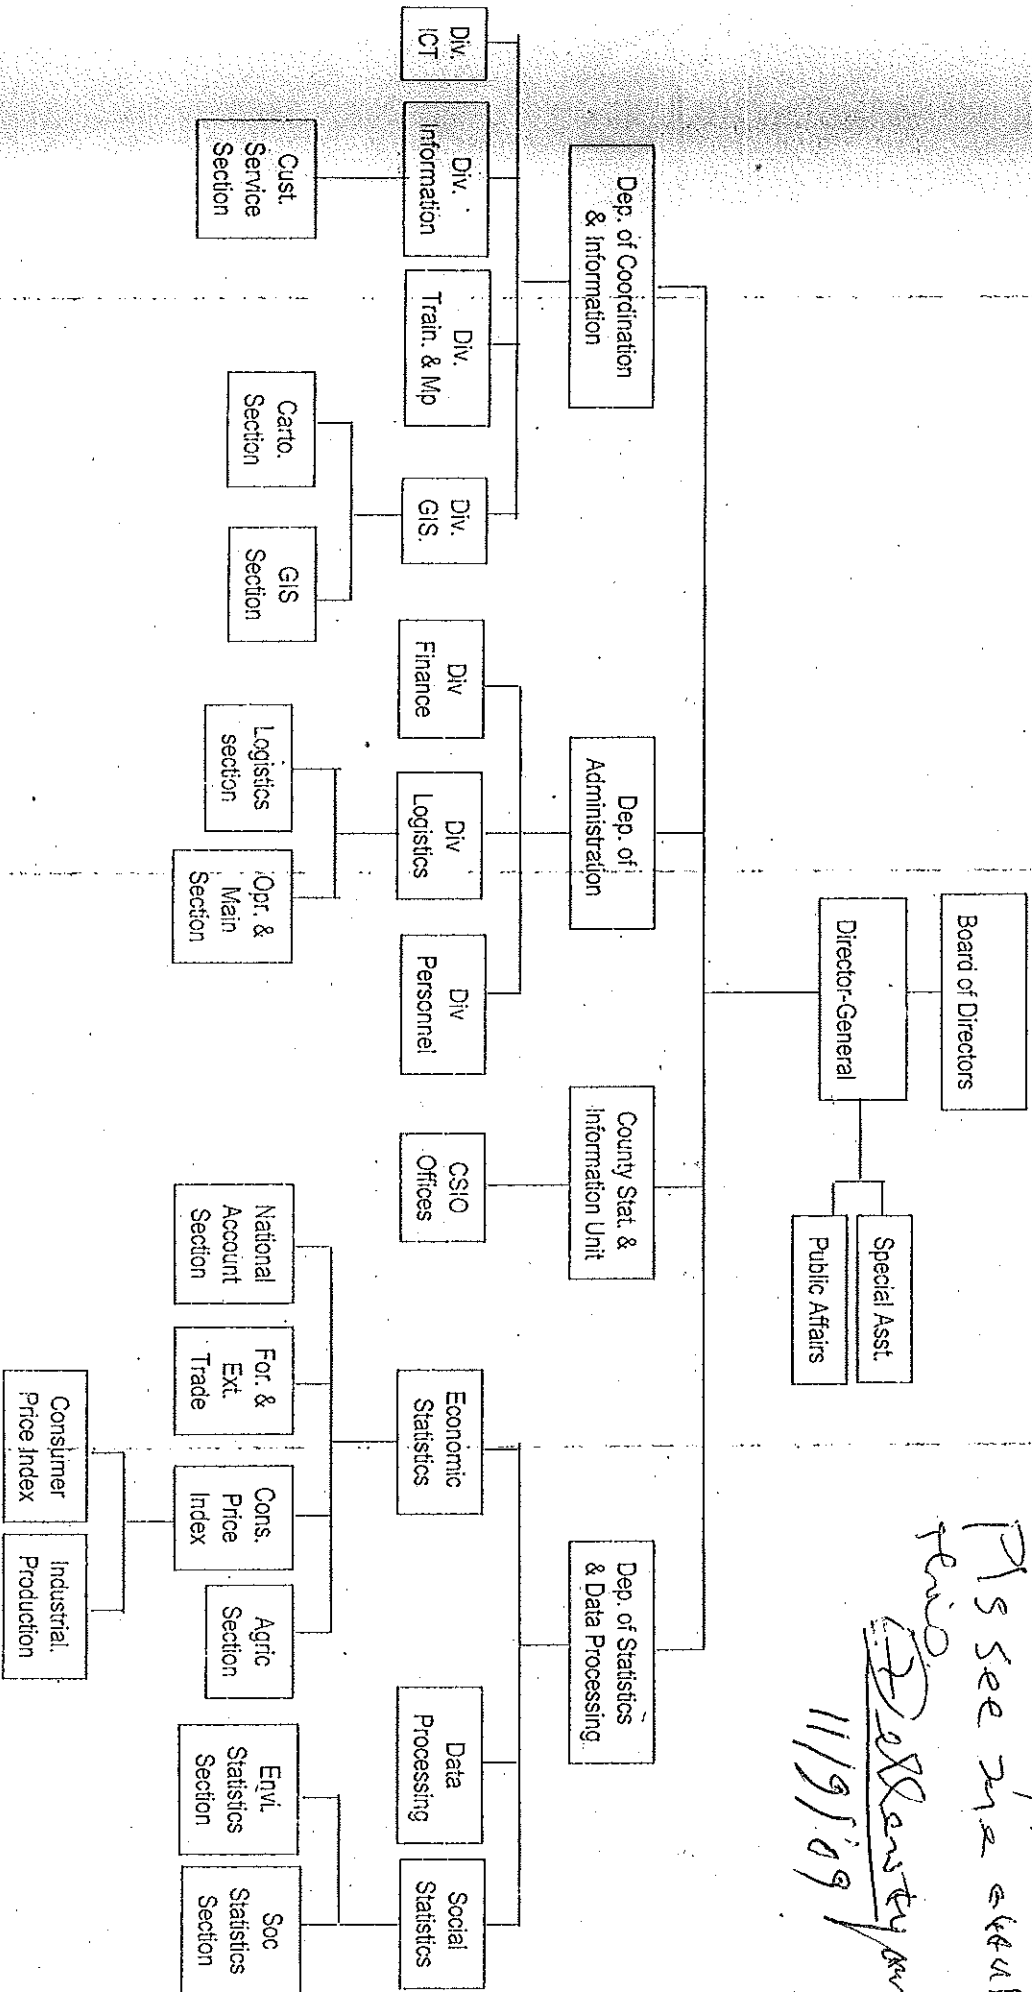 Board of Directors
Director-General
Special Asst.
Public Affairs
Pls see me about
this
11/9/09
Dep. of Coordination
& Information
Dep. of
Administration
County Stat. &
Information Unit
Dep. of Statistics
& Data Processing
Div.
ICT
Div.
Information
Div.
Train. & Mp
Div.
GIS.
Div
Finance
Div
Logistics
Div
Personnel
CSIO
Offices
Economic
Statistics
Data
Processing
Social
Statistics
Cust.
Service
Section
Carto.
Section
GIS
Section
Logistics
section
Opr. &
Main
Section
National
Account
Section
For. &
Ext.
Trade
Cons.
Price
Index
Agric
Section
Envi.
Statistics
Section
Soc
Statistics
Section
Consumer
Price Index
Industrial.
Production